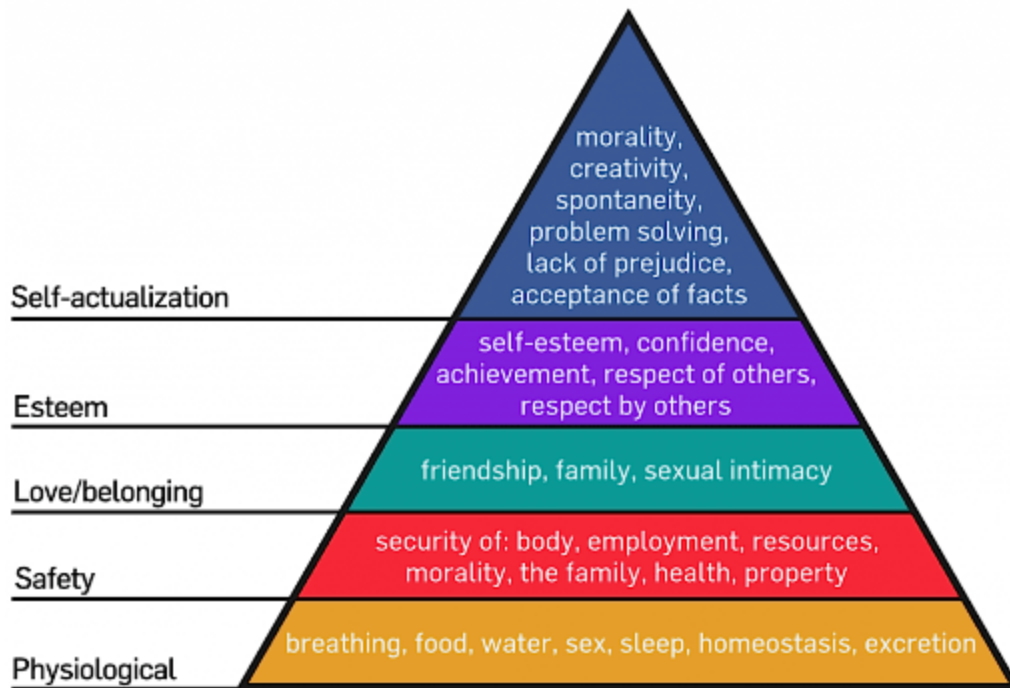 morality,
creativity,
spontaneity,
problem solving,
lack of prejudice,
acceptance of facts
Self-actualization
self-esteem, confidence,
achievement, respect of others,
respect by others
Esteem
friendship, family, sexual intimacy
Love/belonging
security of: body, employment, resources,
morality, the family, health, property
Safety
breathing, food, water, sex, sleep, homeostasis, excretion
Physiological